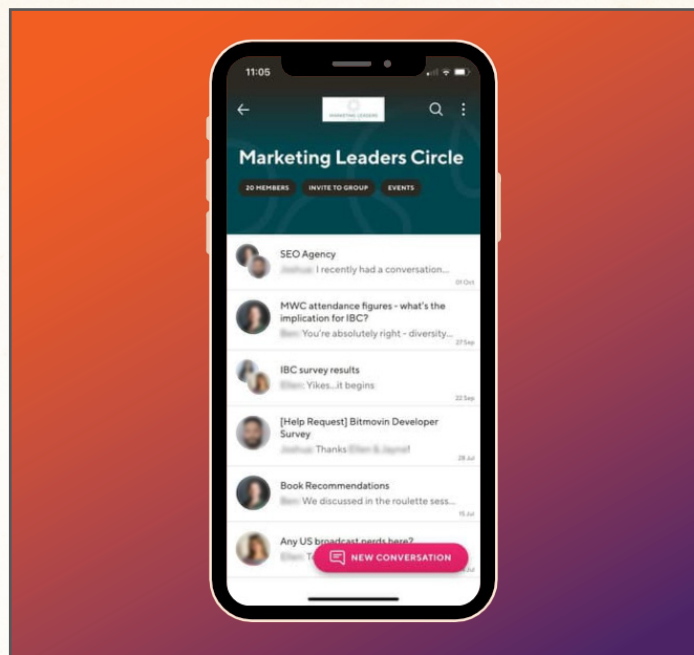 11:05
MARKETING LEADERS
Marketing Leaders Circle
20 MEMBERS INVITE TO GROUP EVENTS
SEO Agency
I recently had a conversation...
01 Oct
MWC attendance figures - what's the
implication for IBC?
You're absolutely right - diversity...
27 Sep
IBC survey results
Yikes...it begins
22 Sep
[Help Request] Bitmovin Developer
Survey
Thanks
28 Jul
Book Recommendations
We discussed in the roulette sess...
15 Jul
Any US broadcast nerds here?
NEW CONVERSATION